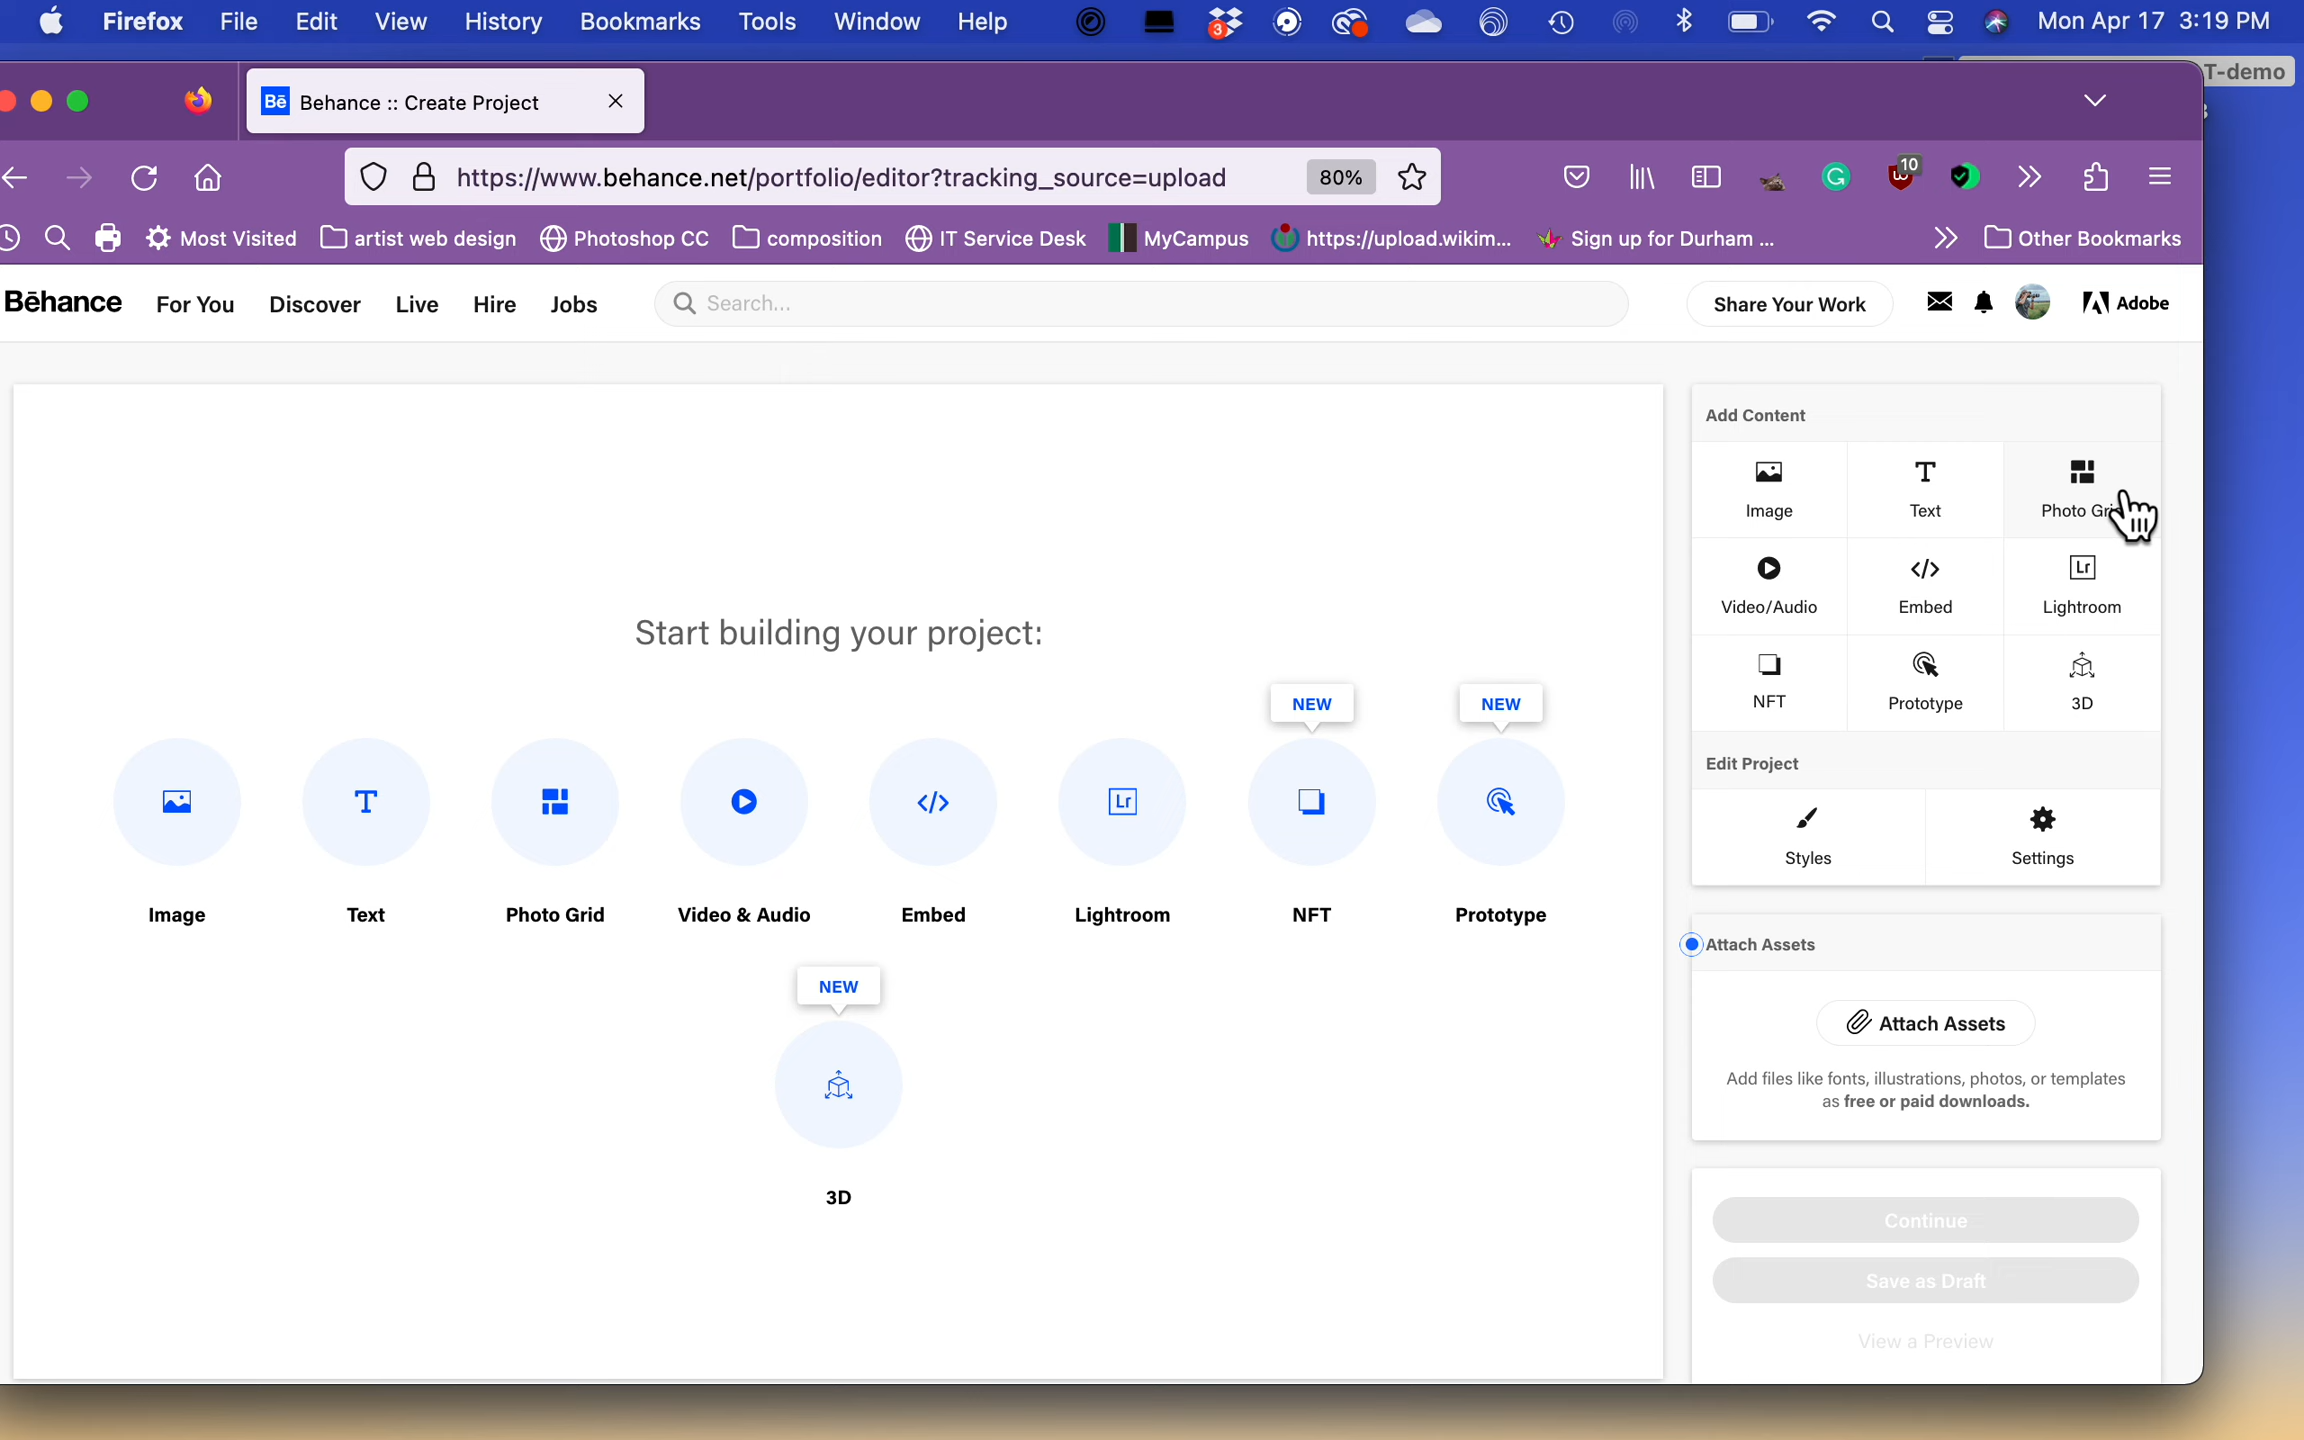 Firefox File Edit View History Bookmarks Tools Window Help 3 Mon Apr 17 3:19 PM
T-demo
Bē Behance :: Create Project
https://www.behance.net/portfolio/editor?tracking_source=upload 80% 10
Most Visited artist web design Photoshop CC composition IT Service Desk MyCampus https://upload.wikim... Sign up for Durham ... Other Bookmarks
Bēhance For You Discover Live Hire Jobs Search... Share Your Work Adobe
Add Content
Image Text Photo
Video/Audio Embed Lr Lightroom
NFT Prototype 3D
Edit Project
Styles Settings
Attach Assets
Attach Assets
Add files like fonts, illustrations, photos, or templates
as free or paid downloads.
Continue
Save as Draft
View a Preview
Start building your project:
NEW NEW
Lr
Image Text Photo Grid Video & Audio Embed Lightroom NFT Prototype
NEW
3D